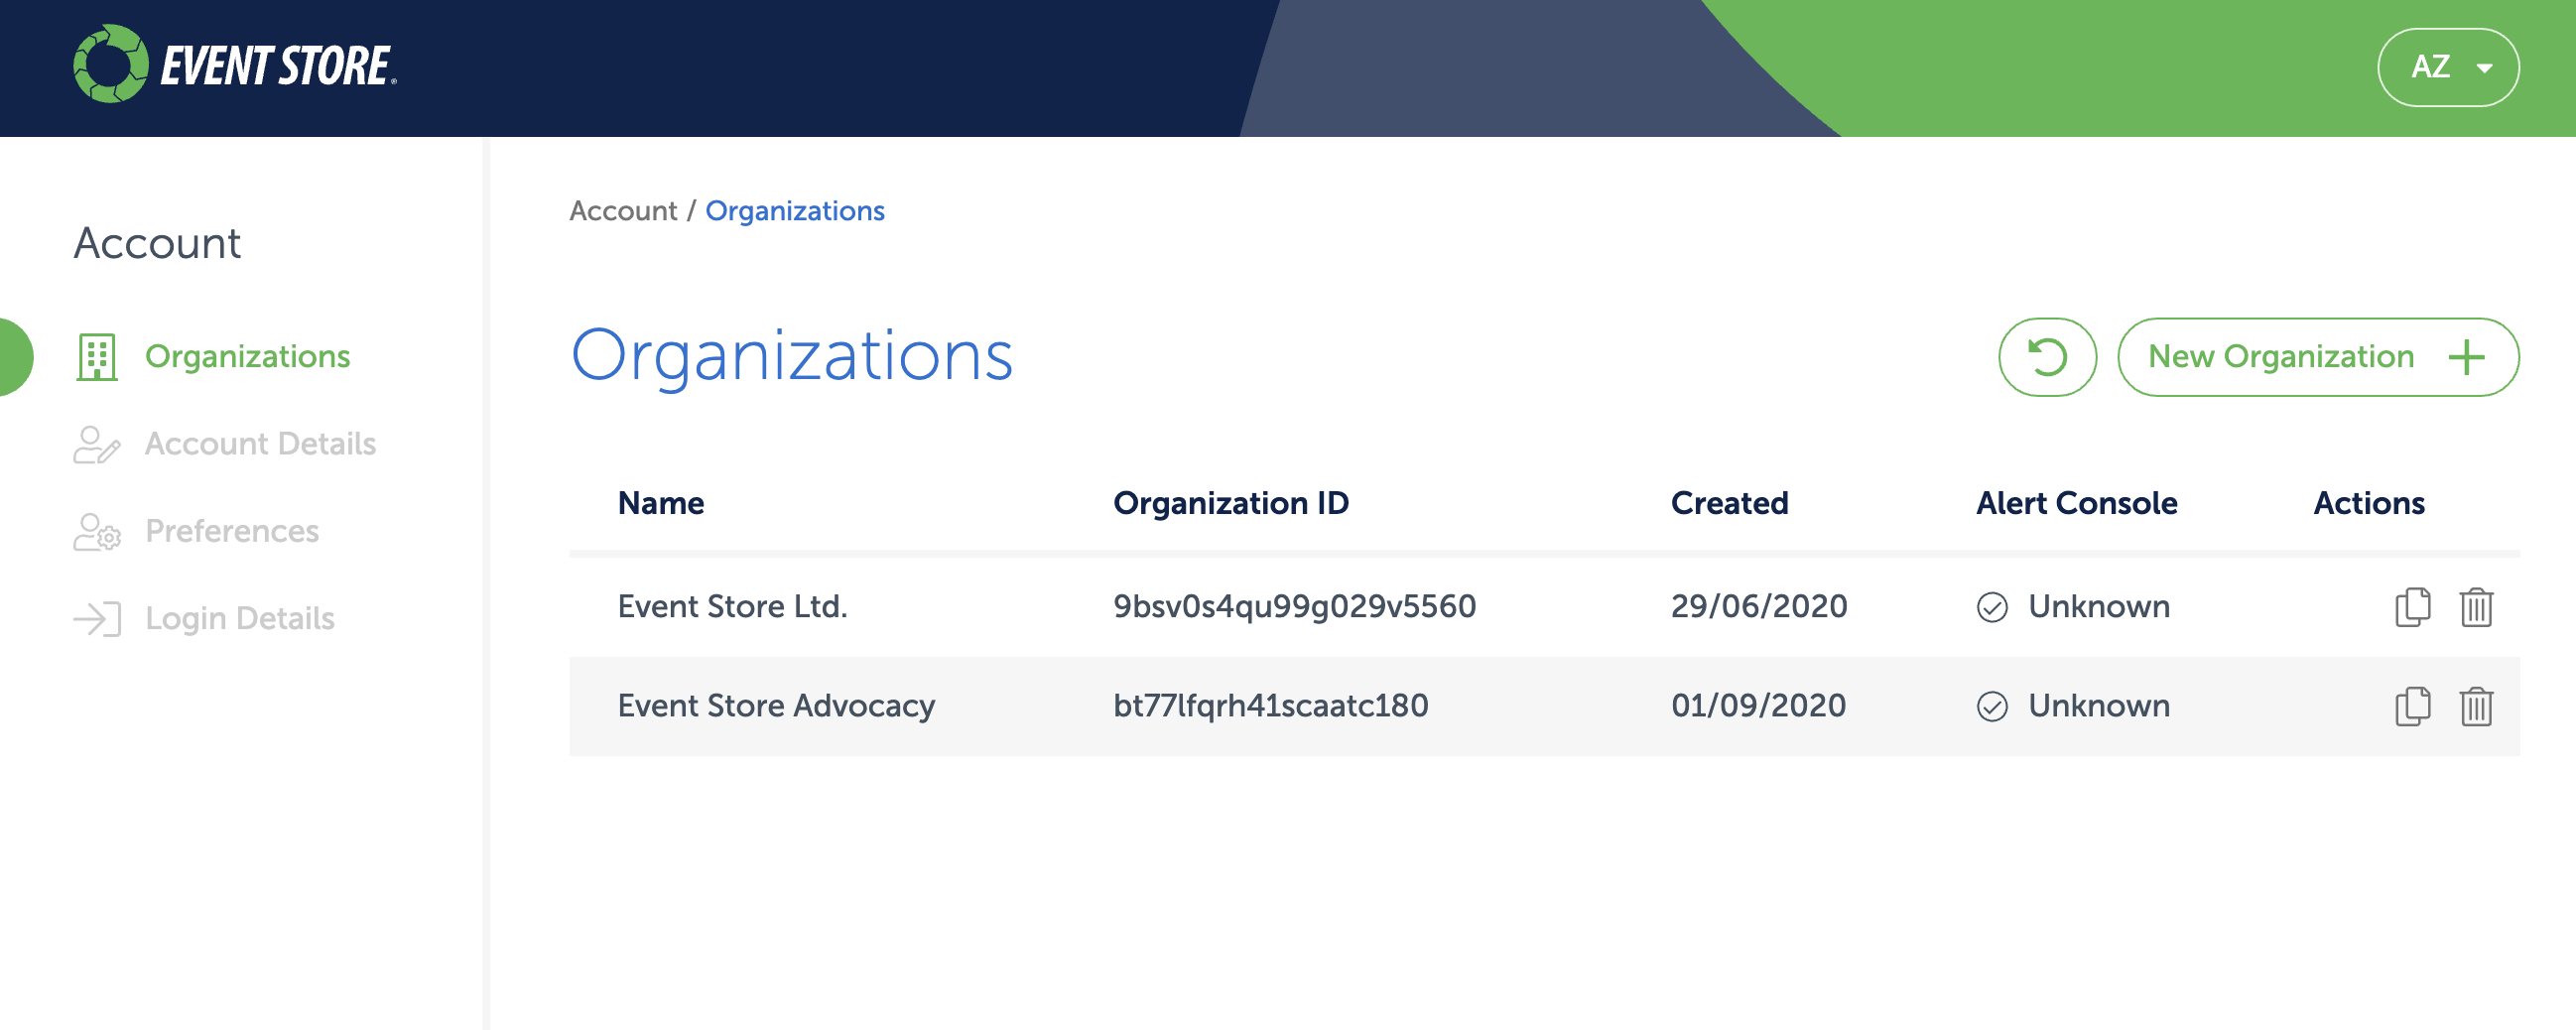 EVENT STORE
AZ
Account
Organizations
Account Details
Preferences
Login Details
Account / Organizations
Organizations
New Organization
Name Organization ID Created Alert Console Actions
Event Store Ltd. 9bsv0s4qu99g029v5560 29/06/2020 Unknown
Event Store Advocacy bt77lfqrh41scaatc180 01/09/2020 Unknown